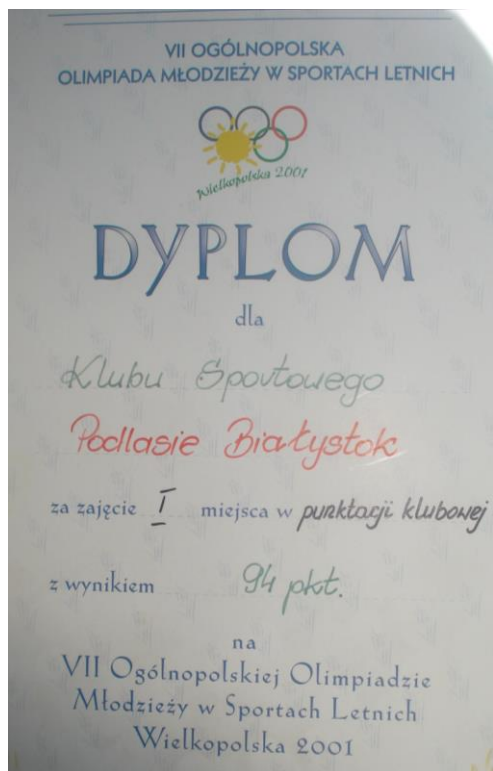 VII OGÓLNOPOLSKA
OLIMPIADA MŁODZIEŻY W SPORTACH LETNICH
Wielkopolska 2001
DYPLOM
dla
Klubu Sportowego
Podlasie Białystok
za zajęcie I miejsca w punktacji klubowej
z wynikiem 94 pkt.
na
VII Ogólnopolskiej Olimpiadzie
Młodzieży w Sportach Letnich
Wielkopolska 2001